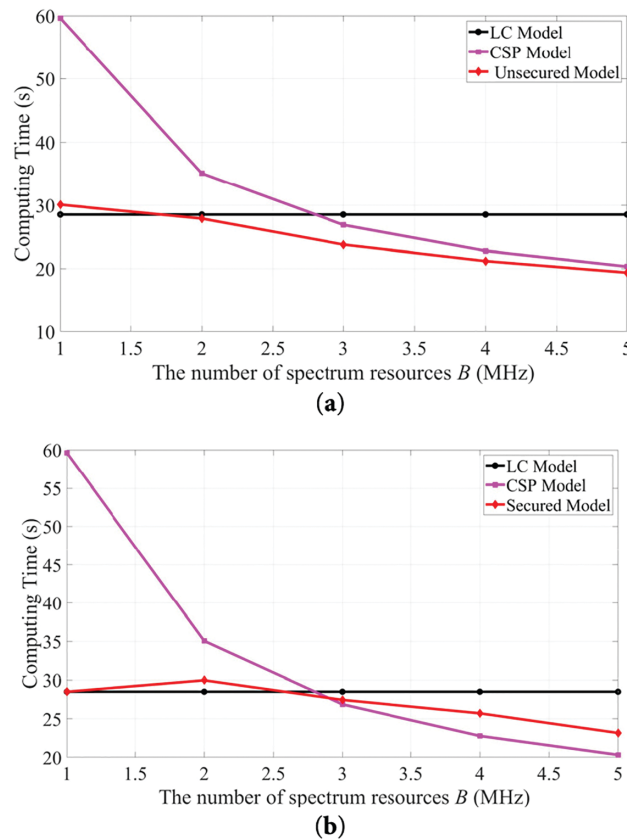 60
50
40
30
20
10
Computing Time (s)
LC Model
CSP Model
Unsecured Model
1 1.5 2 2.5 3 3.5 4 4.5 5
The number of spectrum resources B (MHz)
(a)
60
55
50
45
40
35
30
25
20
Computing Time (s)
LC Model
CSP Model
Secured Model
1 1.5 2 2.5 3 3.5 4 4.5 5
The number of spectrum resources B (MHz)
(b)